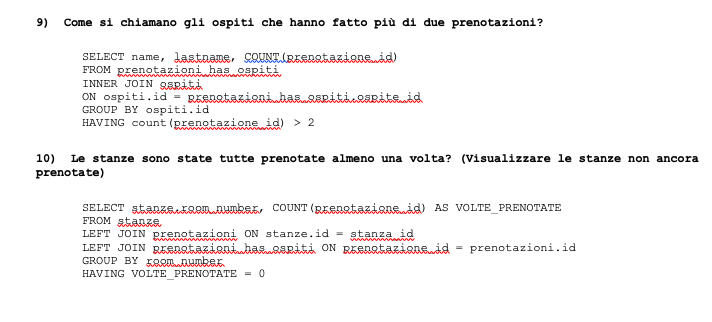 9) Come si chiamano gli ospiti che hanno fatto più di due prenotazioni?
SELECT name, lastname, COUNT(prenotazione_id)
FROM prenotazioni_has_ospiti
INNER JOIN ospiti
ON ospiti.id = prenotazioni_has_ospiti.ospite_id
GROUP BY ospiti.id
HAVING count(prenotazione_id) > 2
10) Le stanze sono state tutte prenotate almeno una volta? (Visualizzare le stanze non ancora
prenotate)
SELECT stanze.room_number, COUNT(prenotazione_id) AS VOLTE_PRENOTATE
FROM stanze
LEFT JOIN prenotazioni ON stanze.id = stanza_id
LEFT JOIN prenotazioni_has_ospiti ON prenotazione_id = prenotazioni.id
GROUP BY room_number
HAVING VOLTE_PRENOTATE = 0